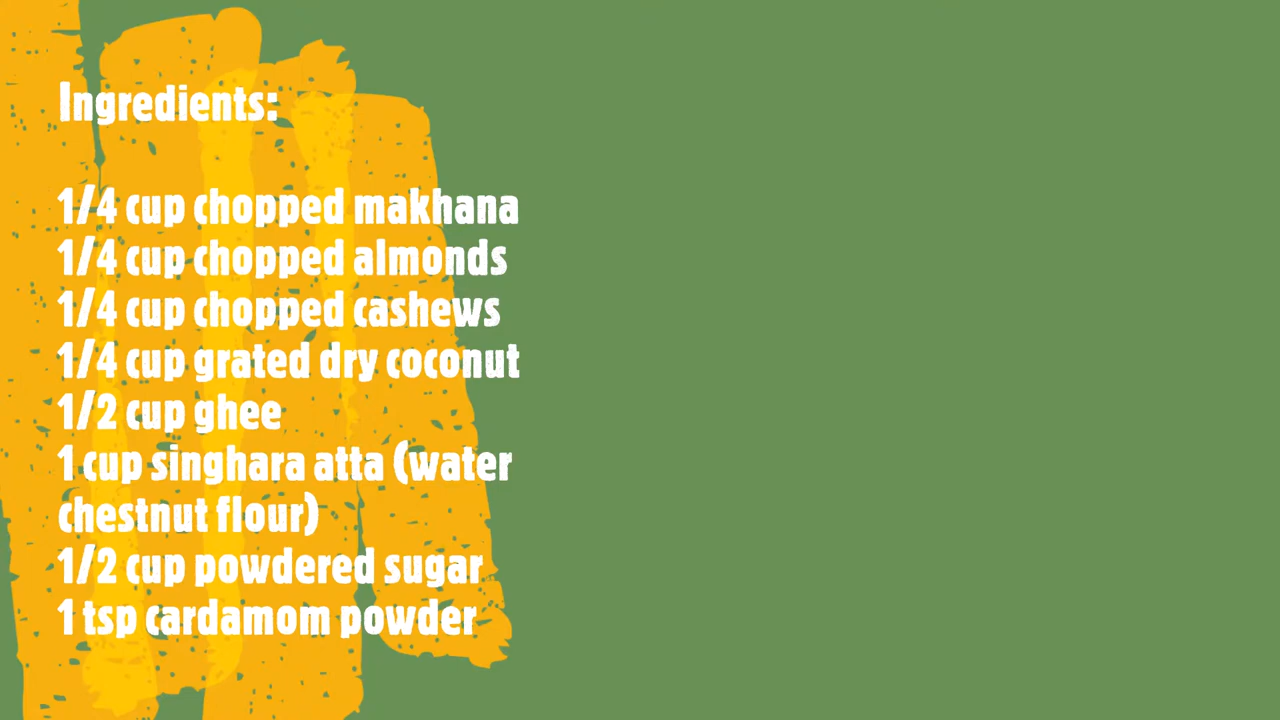 Ingredients:
1/4 cup chopped makhana
1/4 cup chopped almonds
1/4 cup chopped cashews
1/4 cup grated dry coconut
1/2 cup ghee
1 cup singhara atta (water
chestnut flour)
1/2 cup powdered sugar
1 tsp cardamom powder